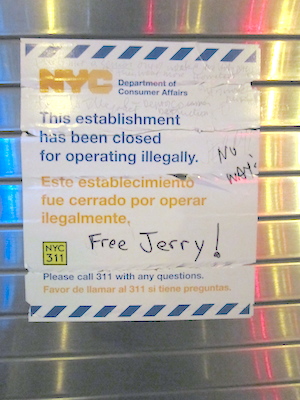 NYC Department of
Consumer Affairs
This establishment
has been closed
for operating illegally.
Este establecimiento
fue cerrado por operar
ilegalmente.
NYC
311
Free Jerry!
Please call 311 with any questions.
Favor de llamar al 311 si tiene preguntas.